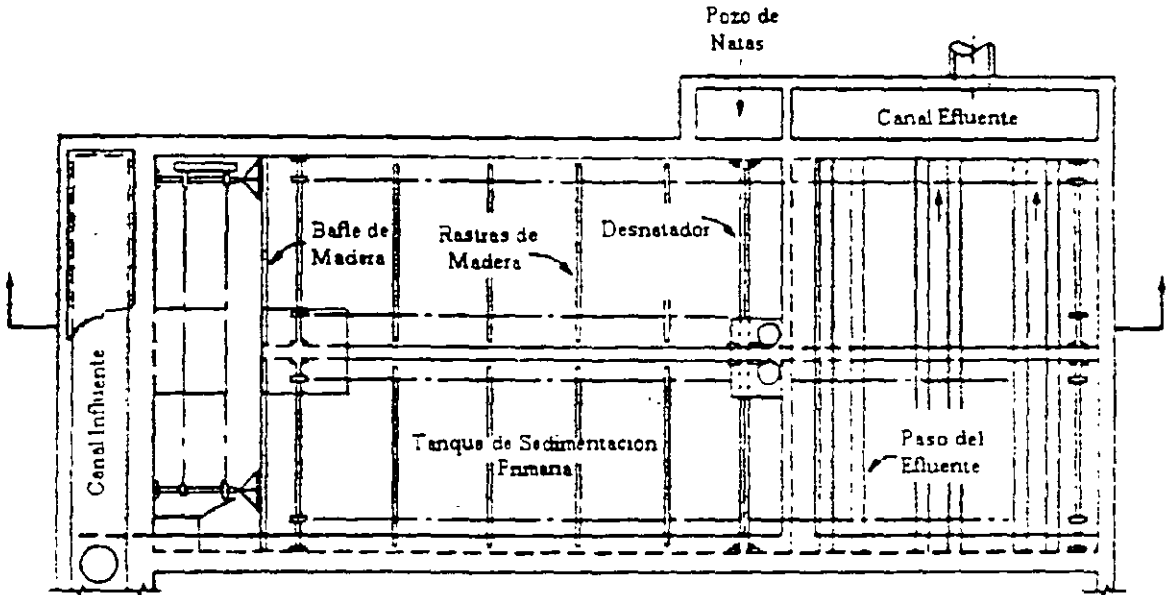 Pozo de
Natas
Canal Efluente
Bafle de
Madera
Rastras de
Madera
Desnatador
Canal Influente
Tanque de Sedimentacion
Primaria
Paso del
Efluente